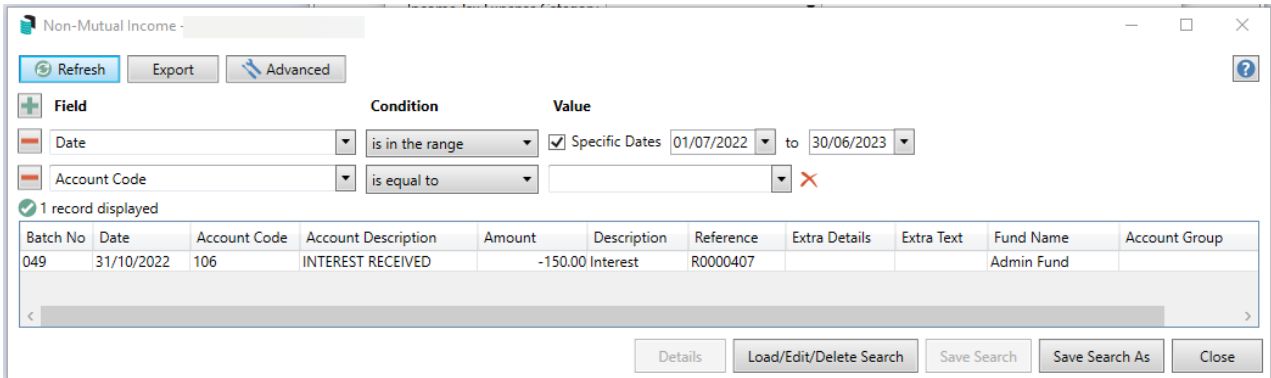 Non-Mutual Income -
Refresh Export Advanced
Field Condition Value
Date is in the range Specific Dates 01/07/2022 to 30/06/2023
Account Code is equal to
1 record displayed
Batch No Date Account Code Account Description Amount Description Reference Extra Details Extra Text Fund Name Account Group
049 31/10/2022 106 INTEREST RECEIVED -150.00 Interest R0000407 Admin Fund
Details Load/Edit/Delete Search Save Search Save Search As Close